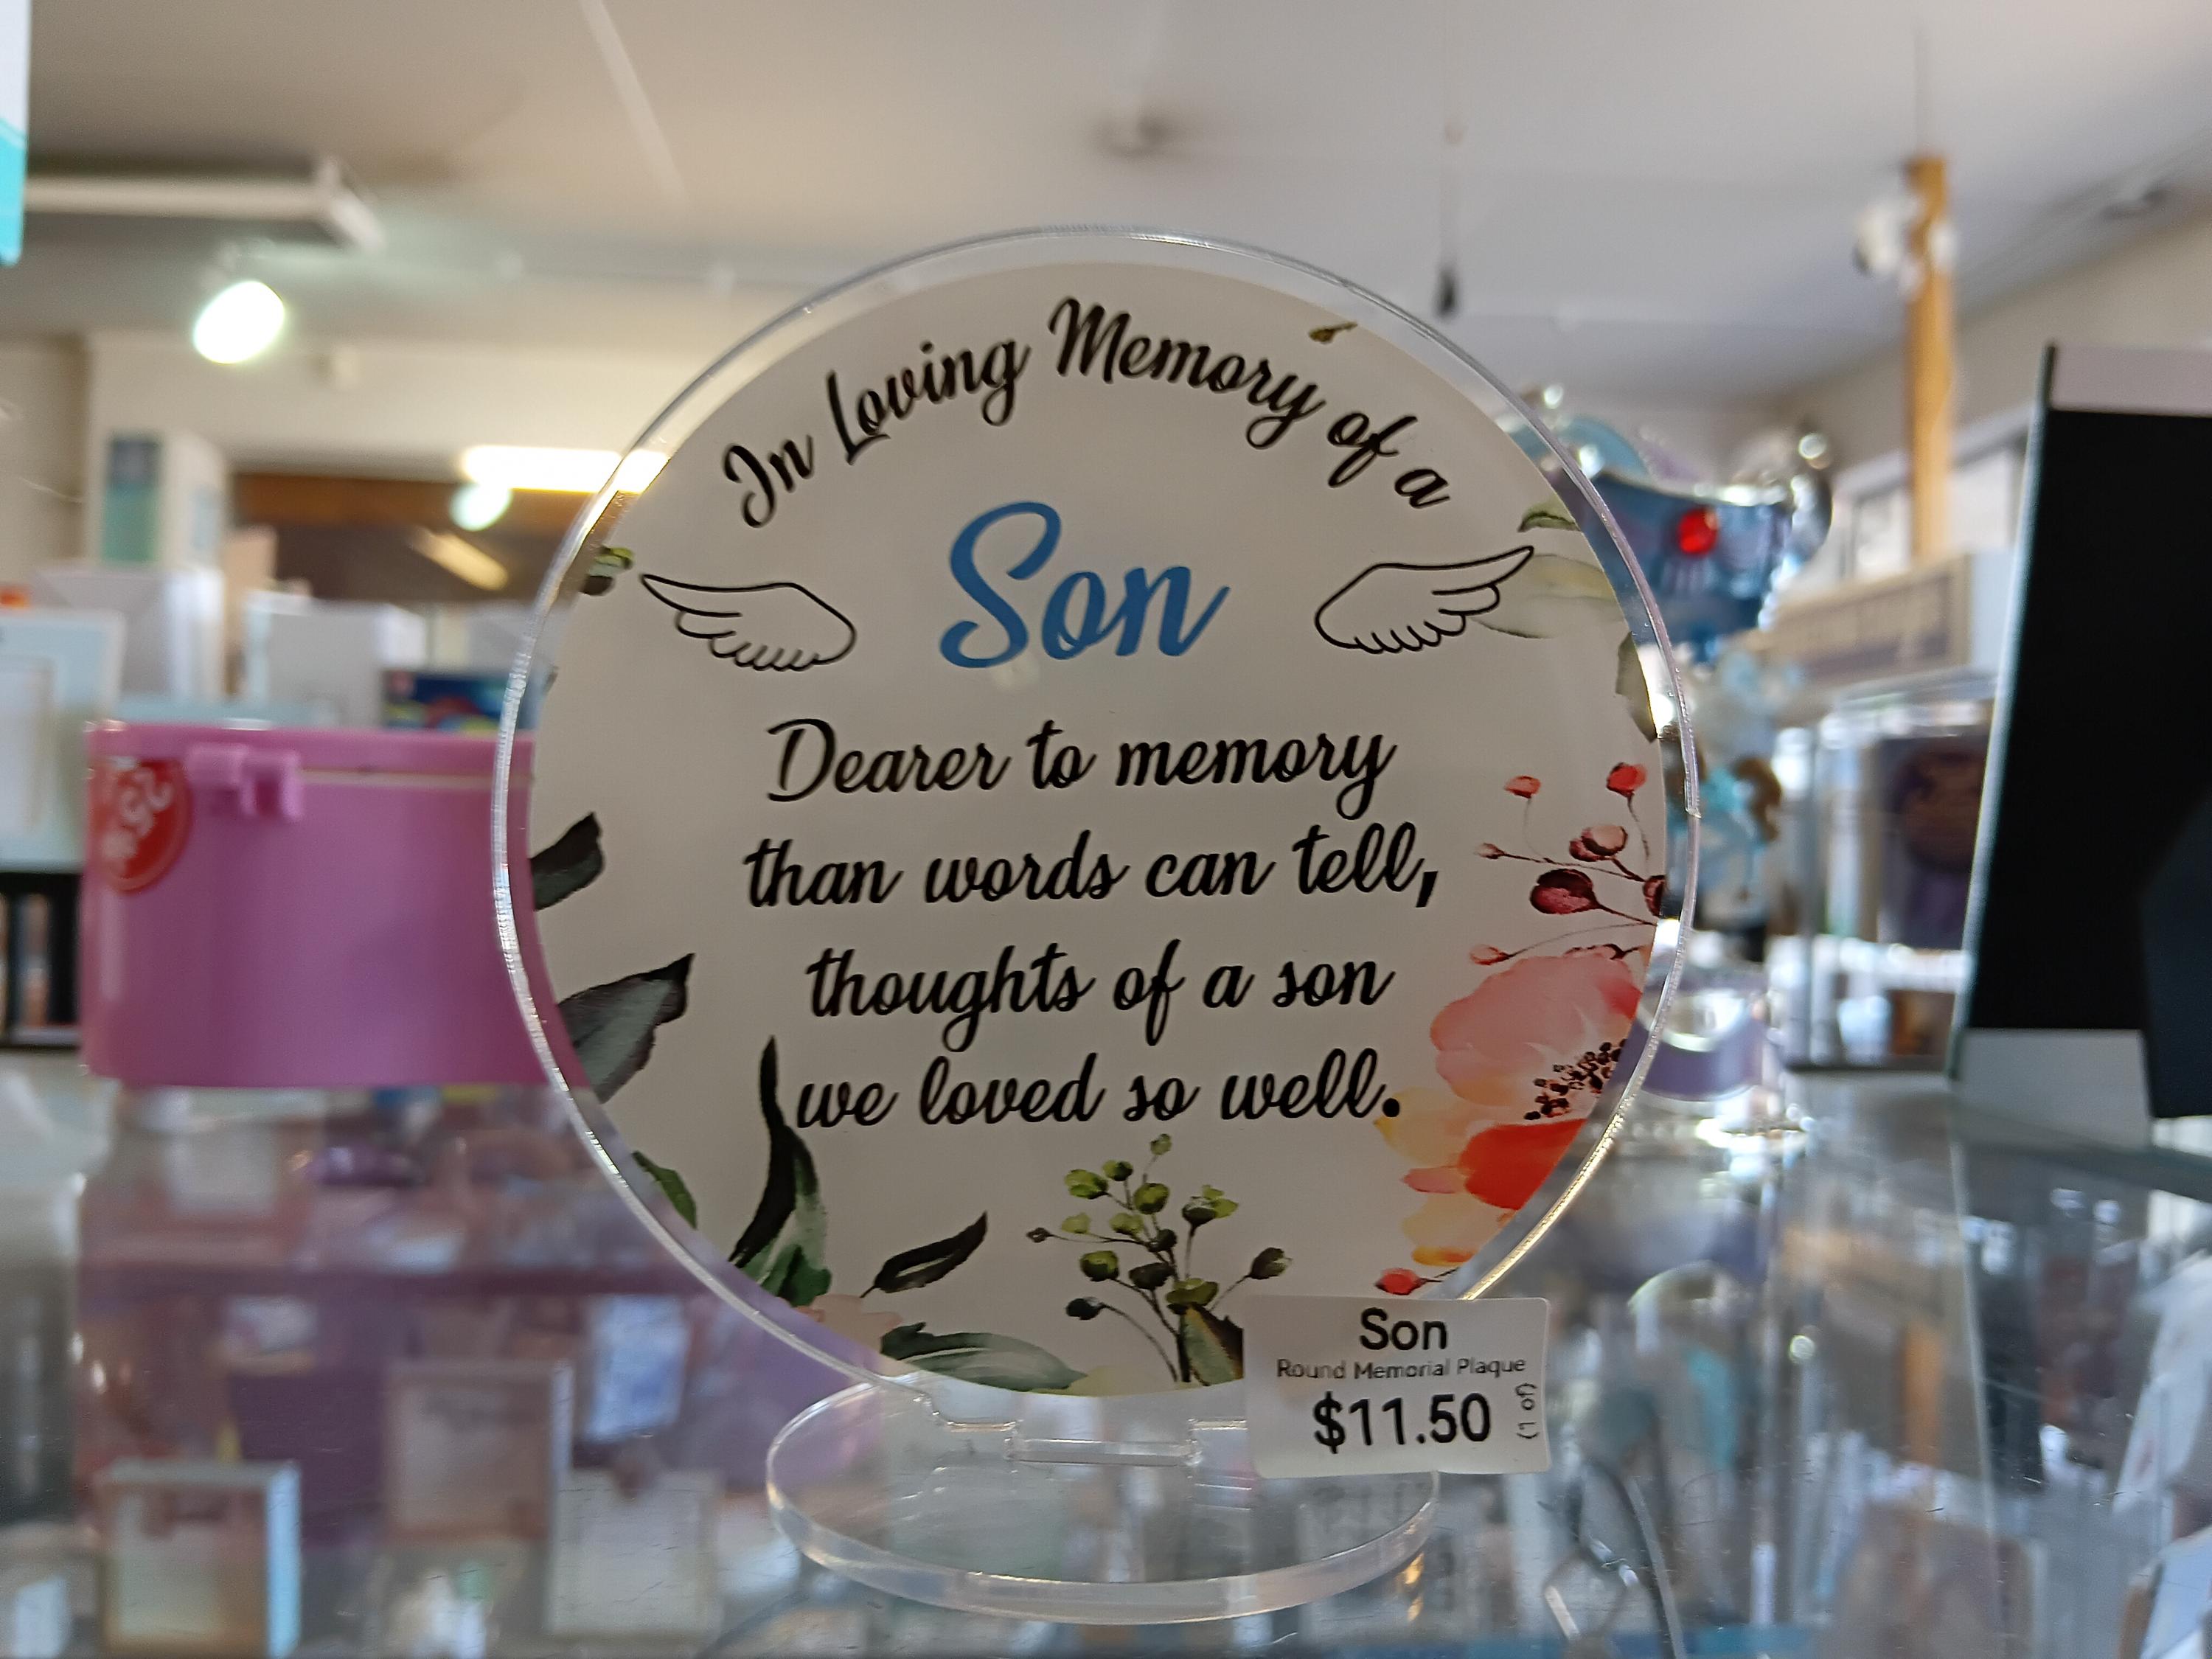 In Loving Memory of a
Son
Dearer to memory
than words can tell,
thoughts of a son
we loved so well.
Son
Round Memorial Plaque
$11.50